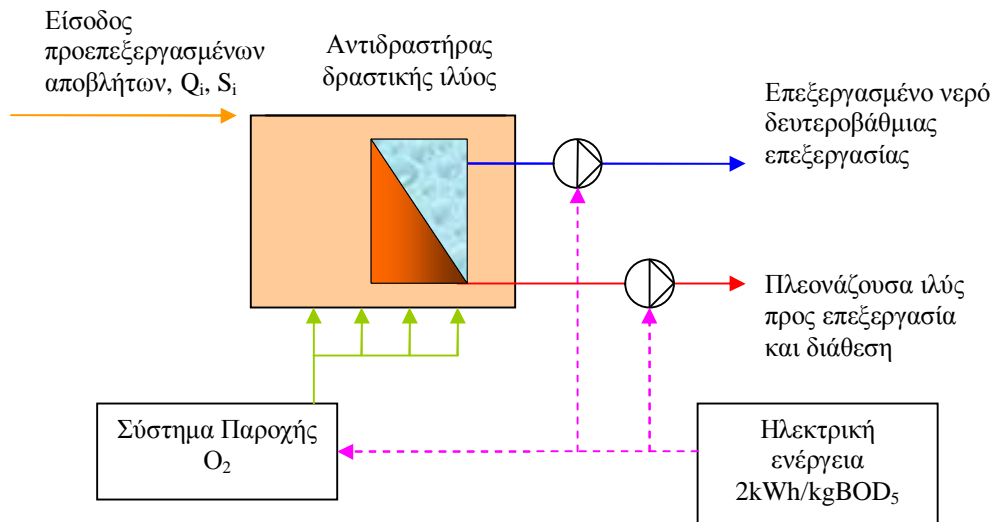 Είσοδος
προεπεξεργασμένων
αποβλήτων, Qi, Si
Αντιδραστήρας
δραστικής ιλύος
Επεξεργασμένο νερό
δευτεροβάθμιας
επεξεργασίας
Πλεονάζουσα ιλύς
προς επεξεργασία
και διάθεση
Σύστημα Παροχής
O2
Ηλεκτρική
ενέργεια
2kWh/kgBOD5